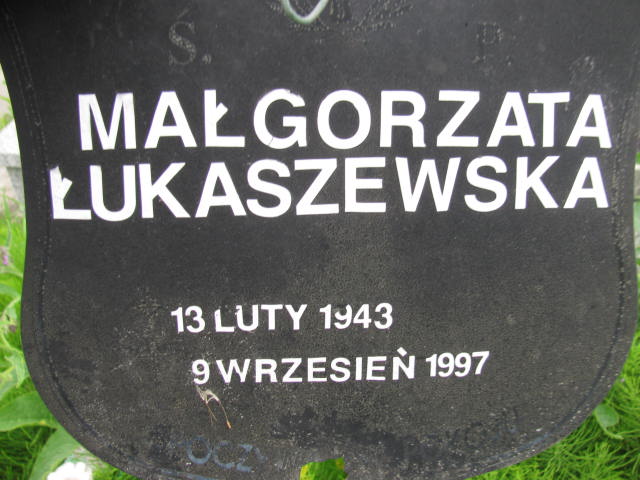 Ś. P.
MAŁGORZATA
ŁUKASZEWSKA
13 LUTY 1943
9 WRZESIEŃ 1997